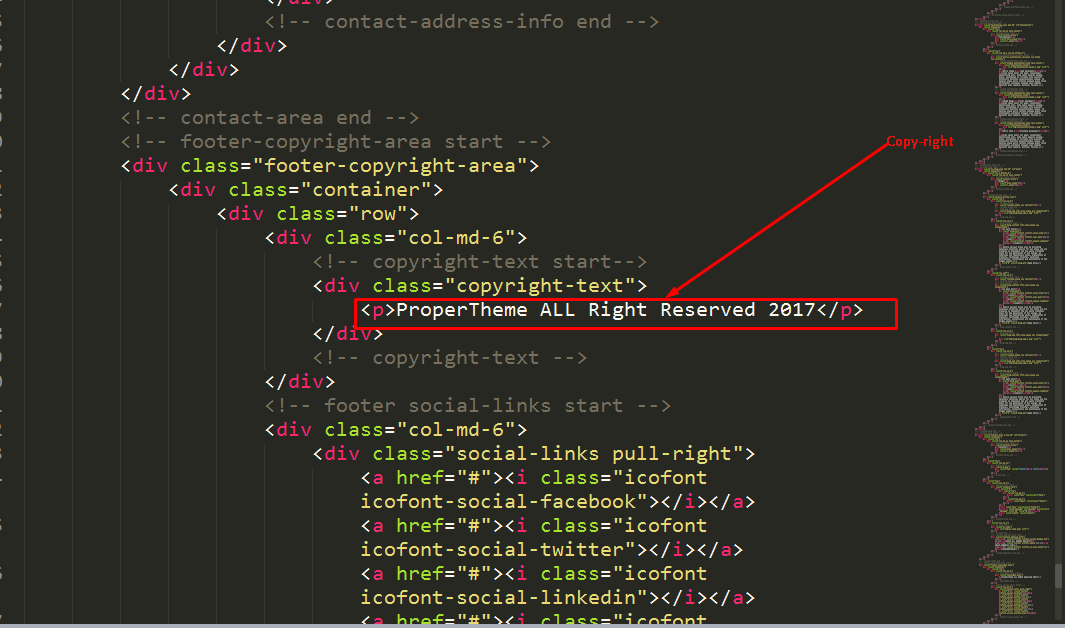 </div>
<!-- contact-address-info end -->
</div>
</div>
</div>
<!-- contact-area end -->
<!-- footer-copyright-area start -->
Copy-right
<div class="footer-copyright-area">
<div class="container">
<div class="row">
<div class="col-md-6">
<!-- copyright-text start-->
<div class="copyright-text">
<p>ProperTheme ALL Right Reserved 2017</p>
</div>
<!-- copyright-text -->
</div>
<!-- footer social-links start -->
<div class="col-md-6">
<div class="social-links pull-right">
<a href="#"><i class="icofont
icofont-social-facebook"></i></a>
<a href="#"><i class="icofont
icofont-social-twitter"></i></a>
<a href="#"><i class="icofont
icofont-social-linkedin"></i></a>
<a href="#"><i class="icofont